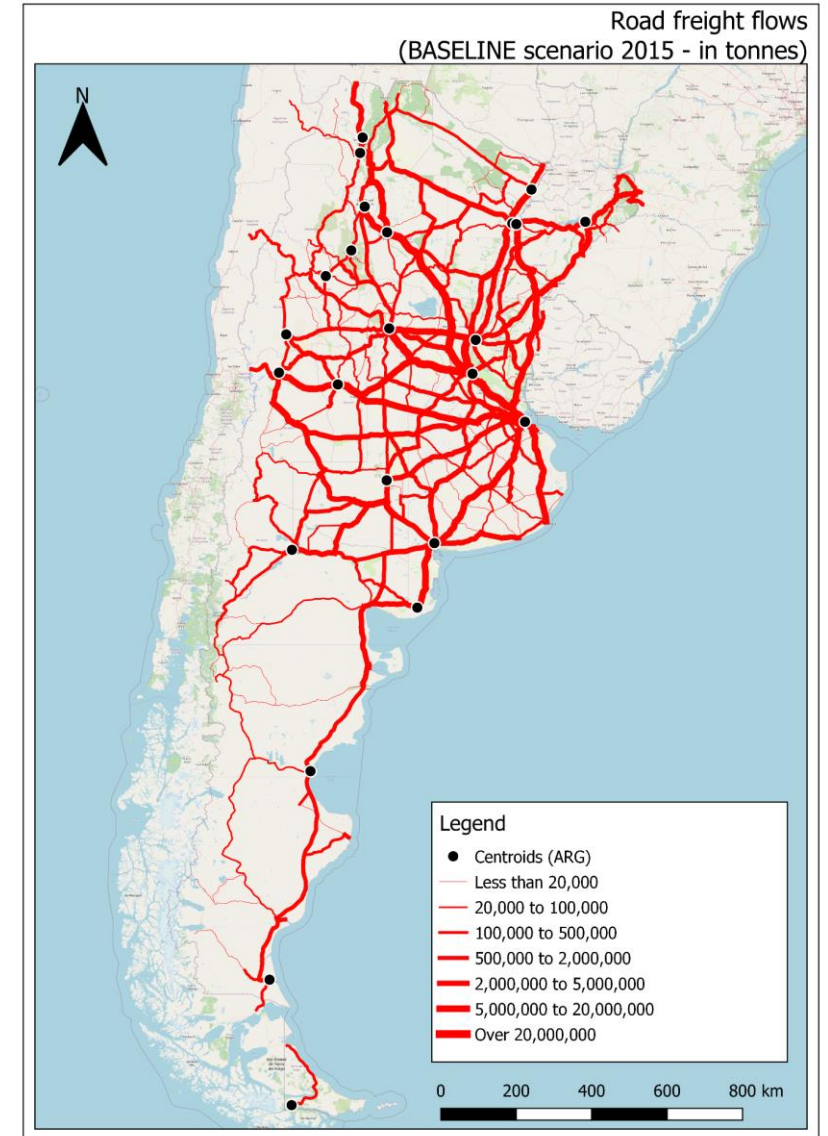 Road freight flows
(BASELINE scenario 2015 - in tonnes)
N
Legend
Centroids (ARG)
Less than 20,000
20,000 to 100,000
100,000 to 500,000
500,000 to 2,000,000
2,000,000 to 5,000,000
5,000,000 to 20,000,000
Over 20,000,000
0 200 400 600 800 km